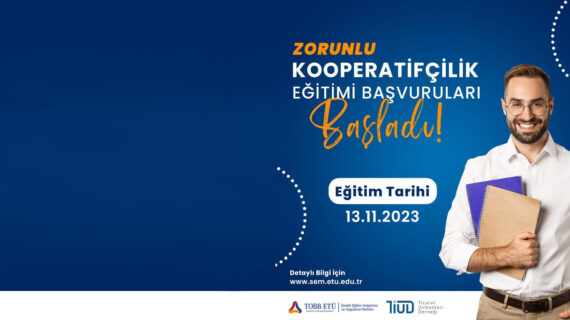 ZORUNLU
KOOPERATİFÇİLİK
EĞİTİMİ BAŞVURULARI
Başladı!
Eğitim Tarihi
13.11.2023
Detaylı Bilgi İçin
www.sem.etu.edu.tr
TOBB ETÜ
Sürekli Eğitim Araştırma
ve Uygulama Merkezi
TİUD
Ticaret
Uzmanları
Derneği